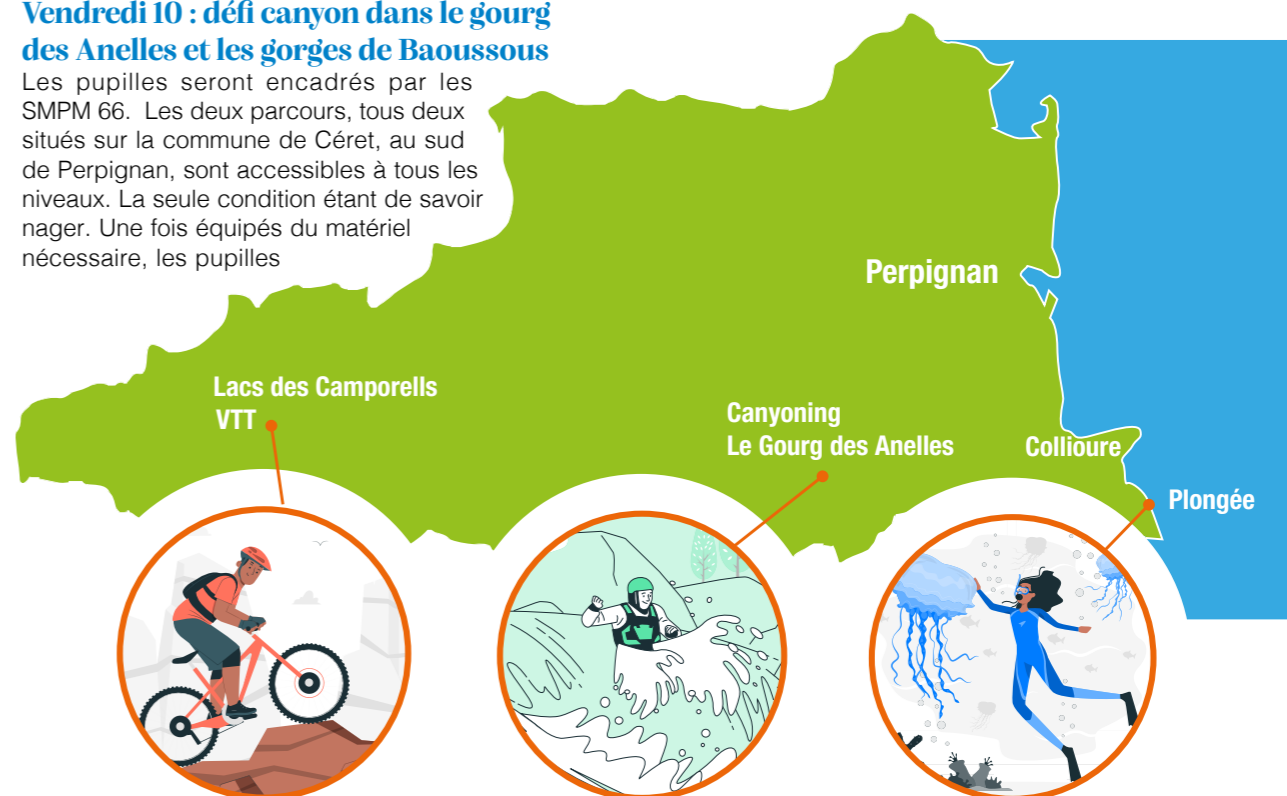 Vendredi 10 : défi canyon dans le gourg
des Anelles et les gorges de Baoussous
Les pupilles seront encadrés par les
SMPM 66. Les deux parcours, tous deux
situés sur la commune de Céret, au sud
de Perpignan, sont accessibles à tous les
niveaux. La seule condition étant de savoir
nager. Une fois équipés du matériel
nécessaire, les pupilles
Perpignan
Lacs des Camporells
VTT
Canyoning
Le Gourg des Anelles
Collioure
Plongée